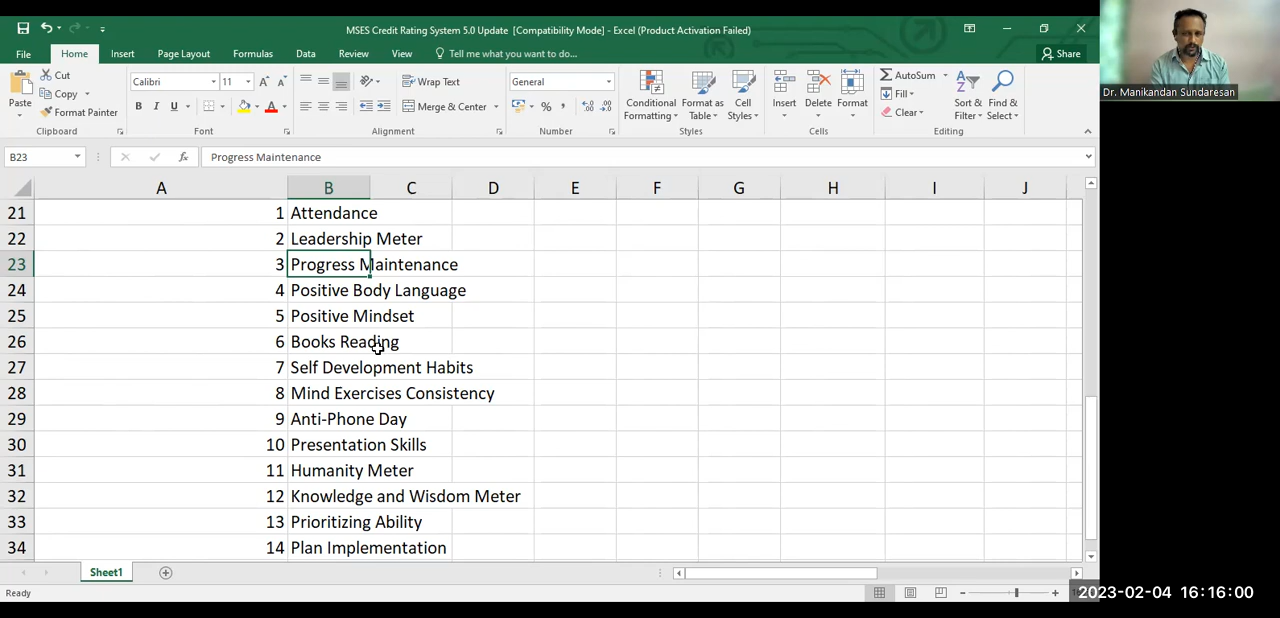 MSES Credit Rating System 5.0 Update [Compatibility Mode] - Excel (Product Activation Failed)
File Home Insert Page Layout Formulas Data Review View Tell me what you want to do... Share
Paste Cut Copy Format Painter
Calibri 11
B I U A
Wrap Text
Merge & Center
General
% ,
Conditional Formatting
Format as Table
Cell Styles
Insert Delete Format
AutoSum
Fill
Clear
Sort & Filter
Find & Select
Clipboard Font Alignment Number Styles Cells Editing
Dr. Manikandan Sundaresan
B23 fx Progress Maintenance
A B C D E F G H I J
21 1 Attendance
22 2 Leadership Meter
23 3 Progress Maintenance
24 4 Positive Body Language
25 5 Positive Mindset
26 6 Books Reading
27 7 Self Development Habits
28 8 Mind Exercises Consistency
29 9 Anti-Phone Day
30 10 Presentation Skills
31 11 Humanity Meter
32 12 Knowledge and Wisdom Meter
33 13 Prioritizing Ability
34 14 Plan Implementation
Sheet1
Ready
2023-02-04 16:16:00